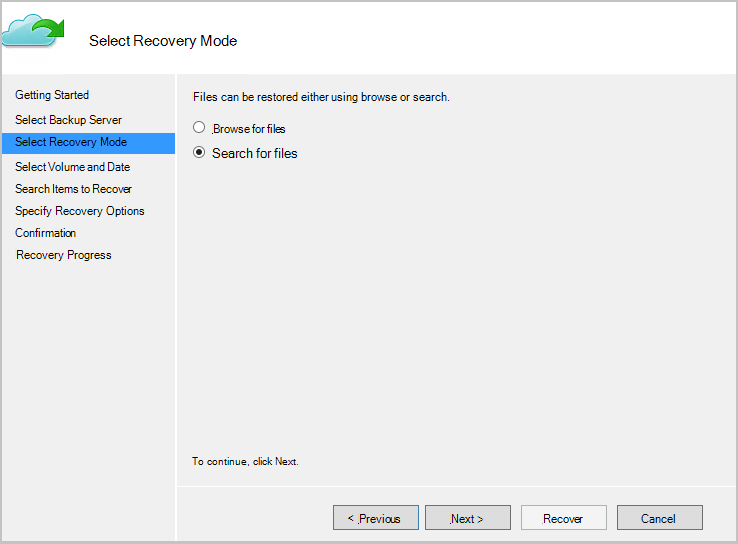 Select Recovery Mode
Getting Started
Select Backup Server
Select Recovery Mode
Select Volume and Date
Search Items to Recover
Specify Recovery Options
Confirmation
Recovery Progress
Files can be restored either using browse or search.
Browse for files
Search for files
To continue, click Next.
< Previous
Next >
Recover
Cancel